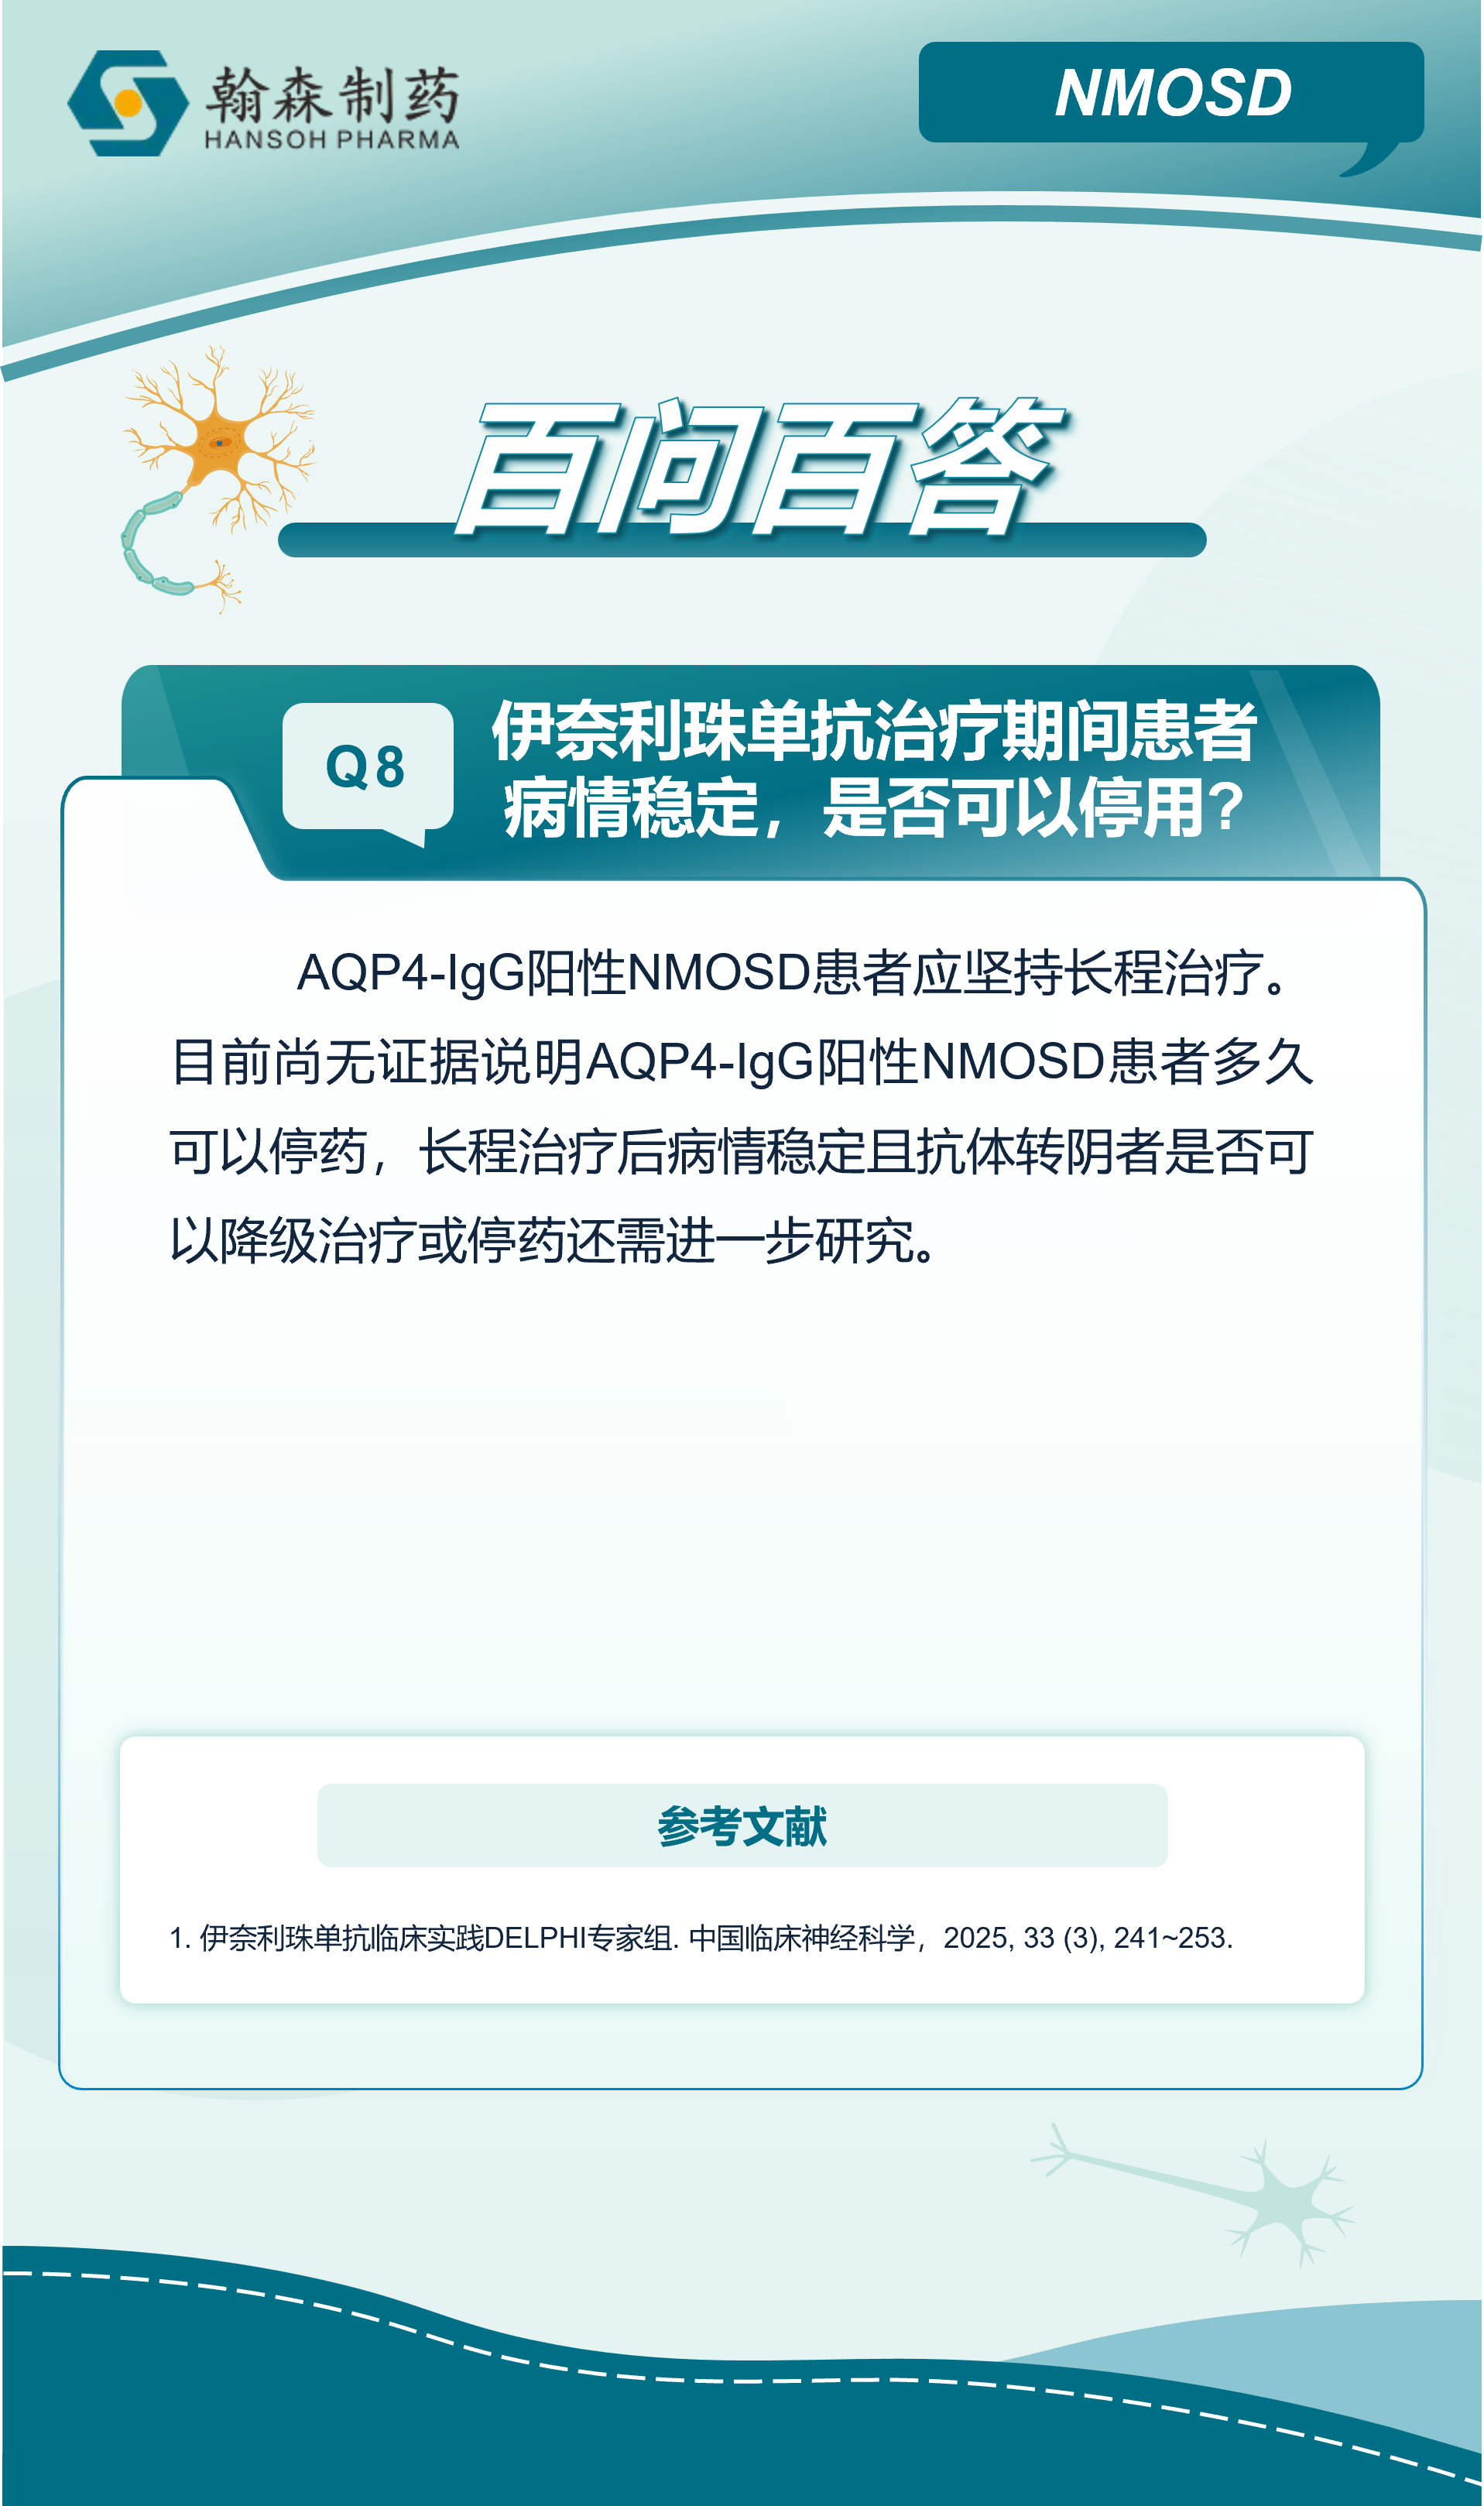 翰森制药
HANSOH PHARMA
NMOSD
百问百答
Q8
伊奈利珠单抗治疗期间患者
病情稳定，是否可以停用？
AQP4-IgG阳性NMOSD患者应坚持长程治疗。
目前尚无证据说明AQP4-IgG阳性NMOSD患者多久
可以停药，长程治疗后病情稳定且抗体转阴者是否可
以降级治疗或停药还需进一步研究。
参考文献
1. 伊奈利珠单抗临床实践DELPHI专家组. 中国临床神经科学，2025, 33 (3), 241~253.